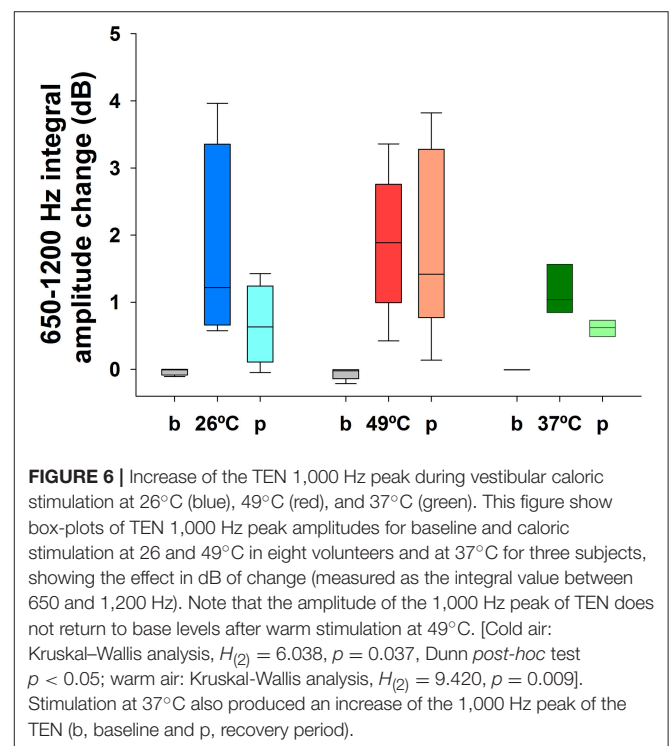 650-1200 Hz integral
amplitude change (dB)
5
4
3
2
1
0
b 26ºC p b 49ºC p b 37ºC p
FIGURE 6 | Increase of the TEN 1,000 Hz peak during vestibular caloric
stimulation at 26°C (blue), 49°C (red), and 37°C (green). This figure show
box-plots of TEN 1,000 Hz peak amplitudes for baseline and caloric
stimulation at 26 and 49°C in eight volunteers and at 37°C for three subjects,
showing the effect in dB of change (measured as the integral value between
650 and 1,200 Hz). Note that the amplitude of the 1,000 Hz peak of TEN does
not return to base levels after warm stimulation at 49°C. [Cold air:
Kruskal–Wallis analysis, H(2) = 6.038, p = 0.037, Dunn post-hoc test
p < 0.05; warm air: Kruskal-Wallis analysis, H(2) = 9.420, p = 0.009].
Stimulation at 37°C also produced an increase of the 1,000 Hz peak of the
TEN (b, baseline and p, recovery period).